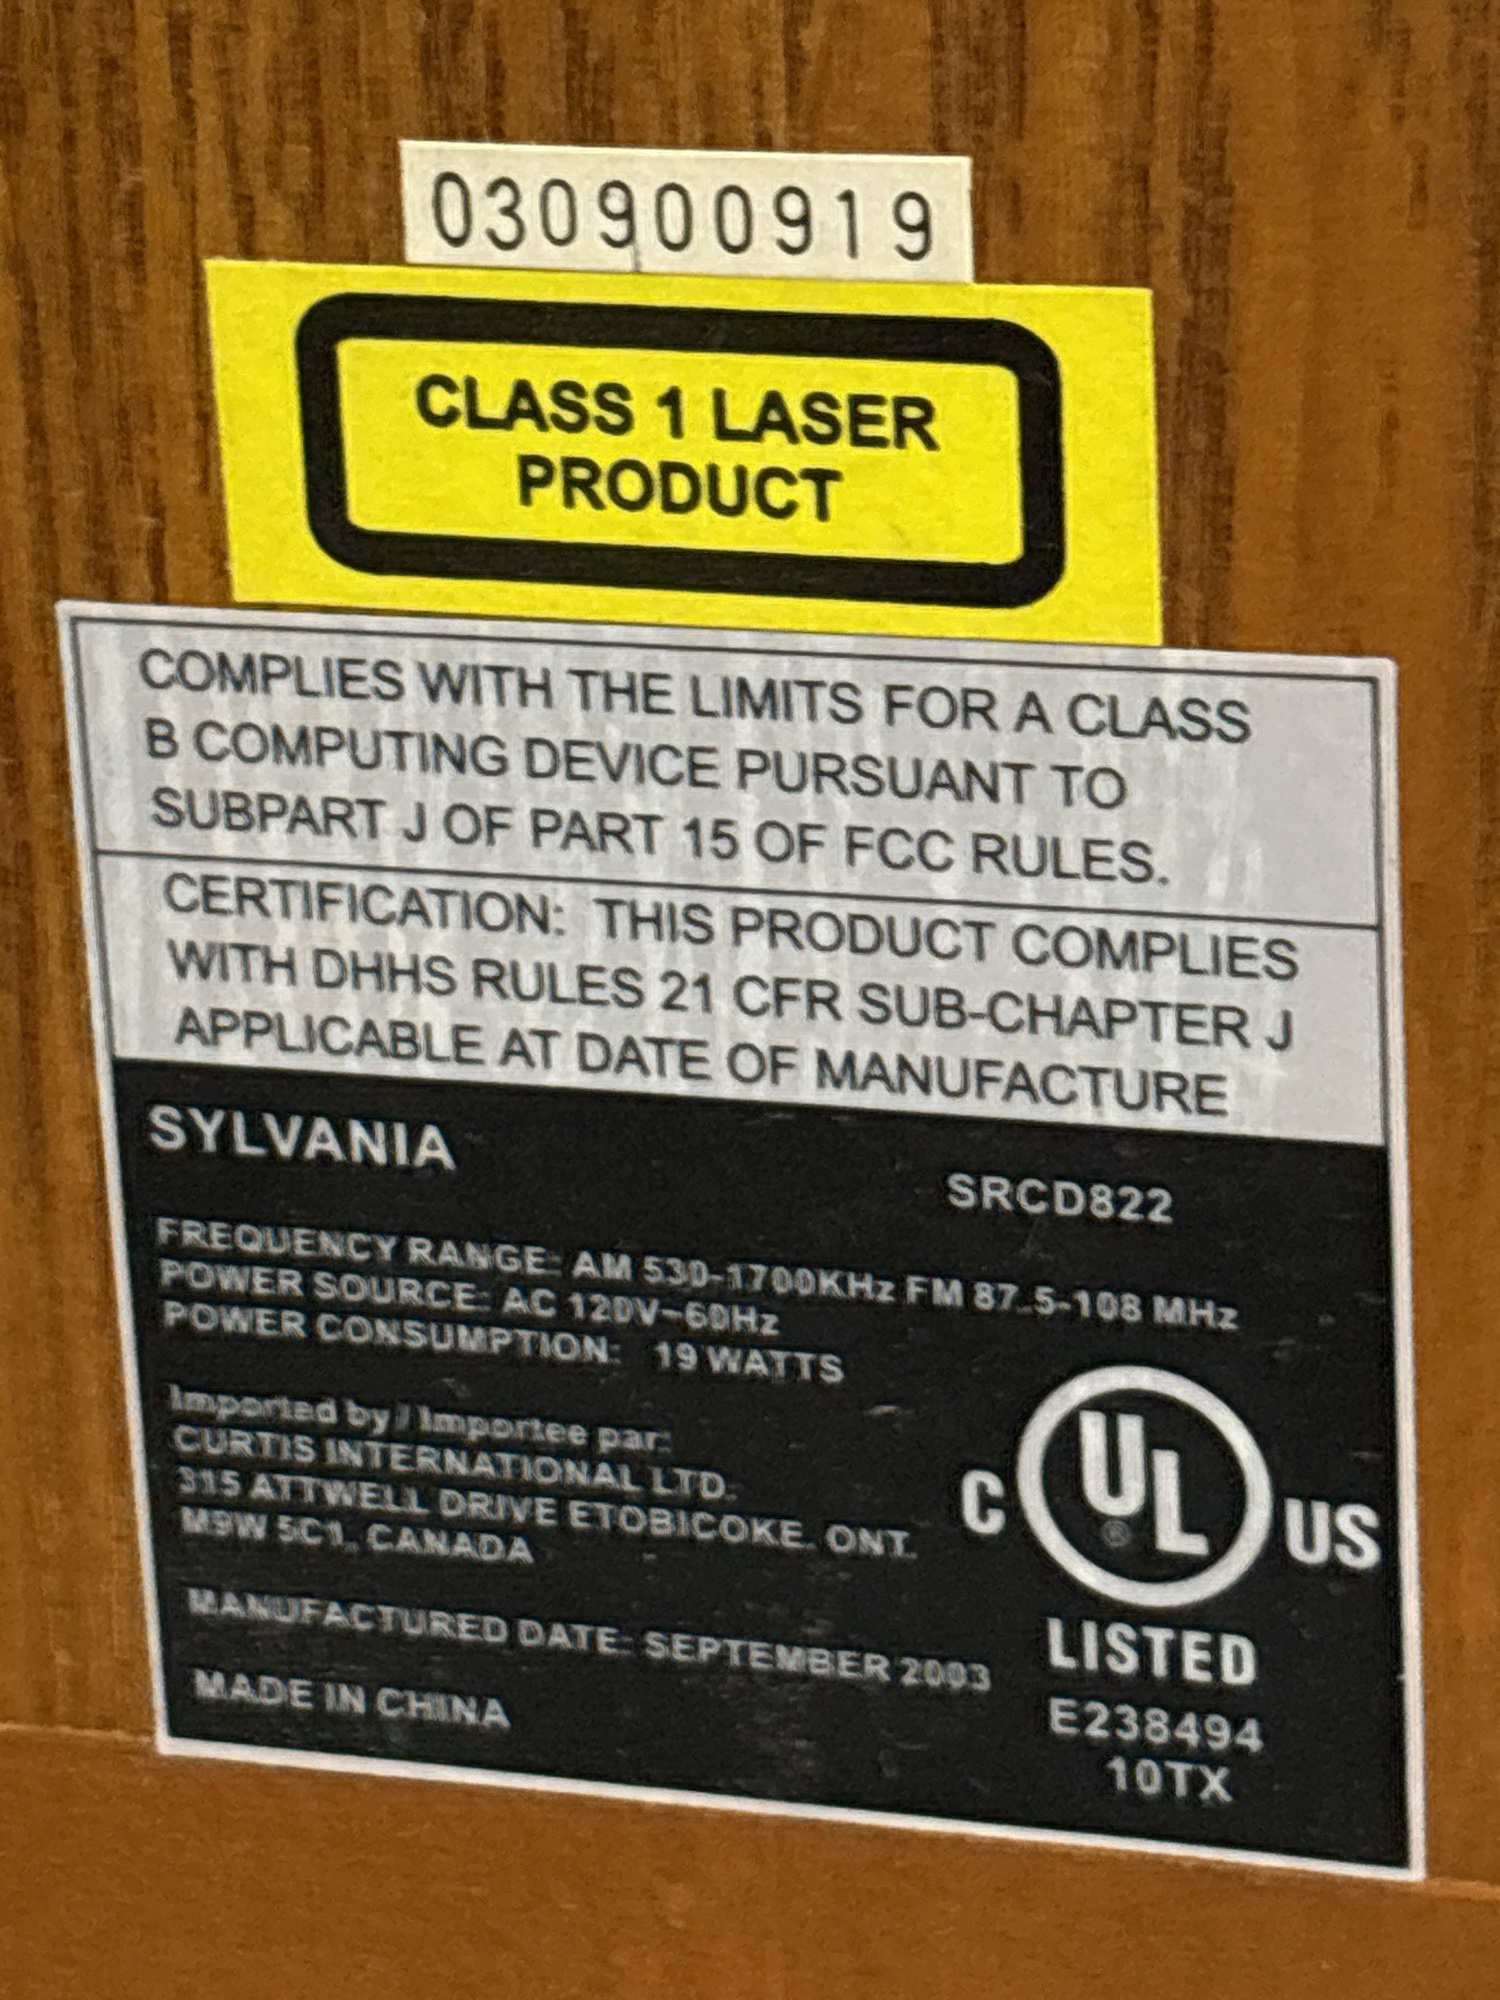 030900919
CLASS 1 LASER
PRODUCT
COMPLIES WITH THE LIMITS FOR A CLASS
B COMPUTING DEVICE PURSUANT TO
SUBPART J OF PART 15 OF FCC RULES.
CERTIFICATION: THIS PRODUCT COMPLIES
WITH DHHS RULES 21 CFR SUB-CHAPTER J
APPLICABLE AT DATE OF MANUFACTURE
SYLVANIA
SRCD822
FREQUENCY RANGE: AM 530-1700KHz FM 87.5-108 MHz
POWER SOURCE: AC 120V~60Hz
POWER CONSUMPTION: 19 WATTS
Imported by / Importee par:
CURTIS INTERNATIONAL LTD.
315 ATTWELL DRIVE ETOBICOKE. ONT.
M9W 5C1, CANADA
MANUFACTURED DATE: SEPTEMBER 2003
MADE IN CHINA
C UL ® US
LISTED
E238494
10TX